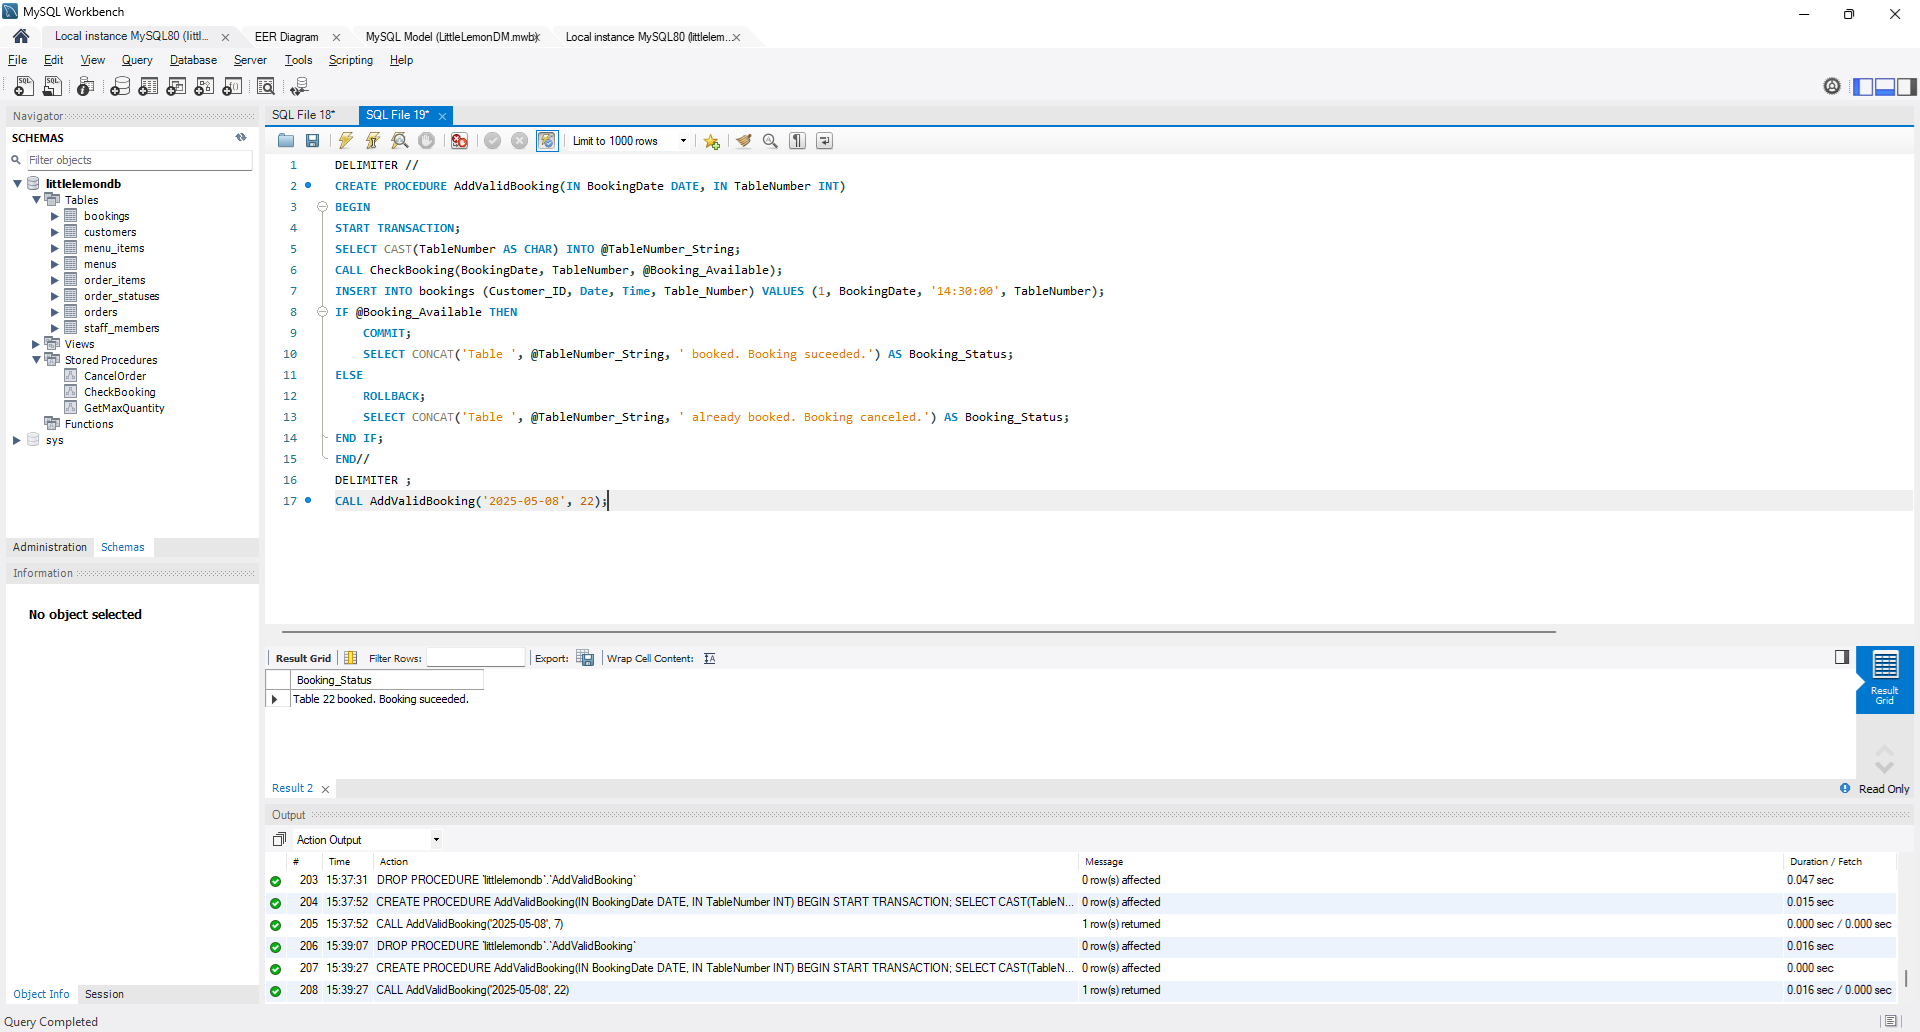 MySQL Workbench
Local instance MySQL80 (littl...
EER Diagram
MySQL Model (LittleLemonDM.mwb)
Local instance MySQL80 (littlelem...
File Edit View Query Database Server Tools Scripting Help
Navigator
SCHEMAS
Filter objects
littlelemondb
Tables
bookings
customers
menu_items
menus
order_items
order_statuses
orders
staff_members
Views
Stored Procedures
CancelOrder
CheckBooking
GetMaxQuantity
Functions
sys
Administration Schemas
Information
No object selected
Object Info Session
SQL File 18*
SQL File 19*
Limit to 1000 rows
1 DELIMITER //
2 CREATE PROCEDURE AddValidBooking(IN BookingDate DATE, IN TableNumber INT)
3 BEGIN
4 START TRANSACTION;
5 SELECT CAST(TableNumber AS CHAR) INTO @TableNumber_String;
6 CALL CheckBooking(BookingDate, TableNumber, @Booking_Available);
7 INSERT INTO bookings (Customer_ID, Date, Time, Table_Number) VALUES (1, BookingDate, '14:30:00', TableNumber);
8 IF @Booking_Available THEN
9 COMMIT;
10 SELECT CONCAT('Table ', @TableNumber_String, ' booked. Booking suceeded.') AS Booking_Status;
11 ELSE
12 ROLLBACK;
13 SELECT CONCAT('Table ', @TableNumber_String, ' already booked. Booking canceled.') AS Booking_Status;
14 END IF;
15 END//
16 DELIMITER ;
17 CALL AddValidBooking('2025-05-08', 22);
Result Grid Filter Rows: Export: Wrap Cell Content:
Booking_Status
Table 22 booked. Booking suceeded.
Result Grid
Result 2
Read Only
Output
Action Output
# Time Action Message Duration / Fetch
203 15:37:31 DROP PROCEDURE `littlelemondb`.`AddValidBooking` 0 row(s) affected 0.047 sec
204 15:37:52 CREATE PROCEDURE AddValidBooking(IN BookingDate DATE, IN TableNumber INT) BEGIN START TRANSACTION; SELECT CAST(TableN... 0 row(s) affected 0.015 sec
205 15:37:52 CALL AddValidBooking('2025-05-08', 7) 1 row(s) returned 0.000 sec / 0.000 sec
206 15:39:07 DROP PROCEDURE `littlelemondb`.`AddValidBooking` 0 row(s) affected 0.016 sec
207 15:39:27 CREATE PROCEDURE AddValidBooking(IN BookingDate DATE, IN TableNumber INT) BEGIN START TRANSACTION; SELECT CAST(TableN... 0 row(s) affected 0.000 sec
208 15:39:27 CALL AddValidBooking('2025-05-08', 22) 1 row(s) returned 0.016 sec / 0.000 sec
Query Completed